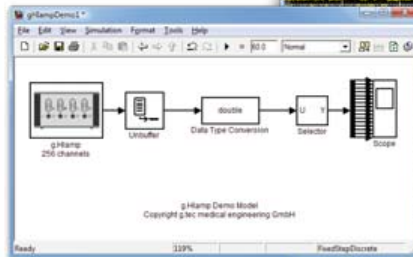 gHIampDemo1 *
File Edit View Simulation Format Tools Help
60.0 Normal
double
U Y
g.HIamp
256 channels
Unbuffer
Data Type Conversion
Selector
Scope
g.HIamp Demo Model
Copyright g.tec medical engineering GmbH
Ready 119% FixedStepDiscrete